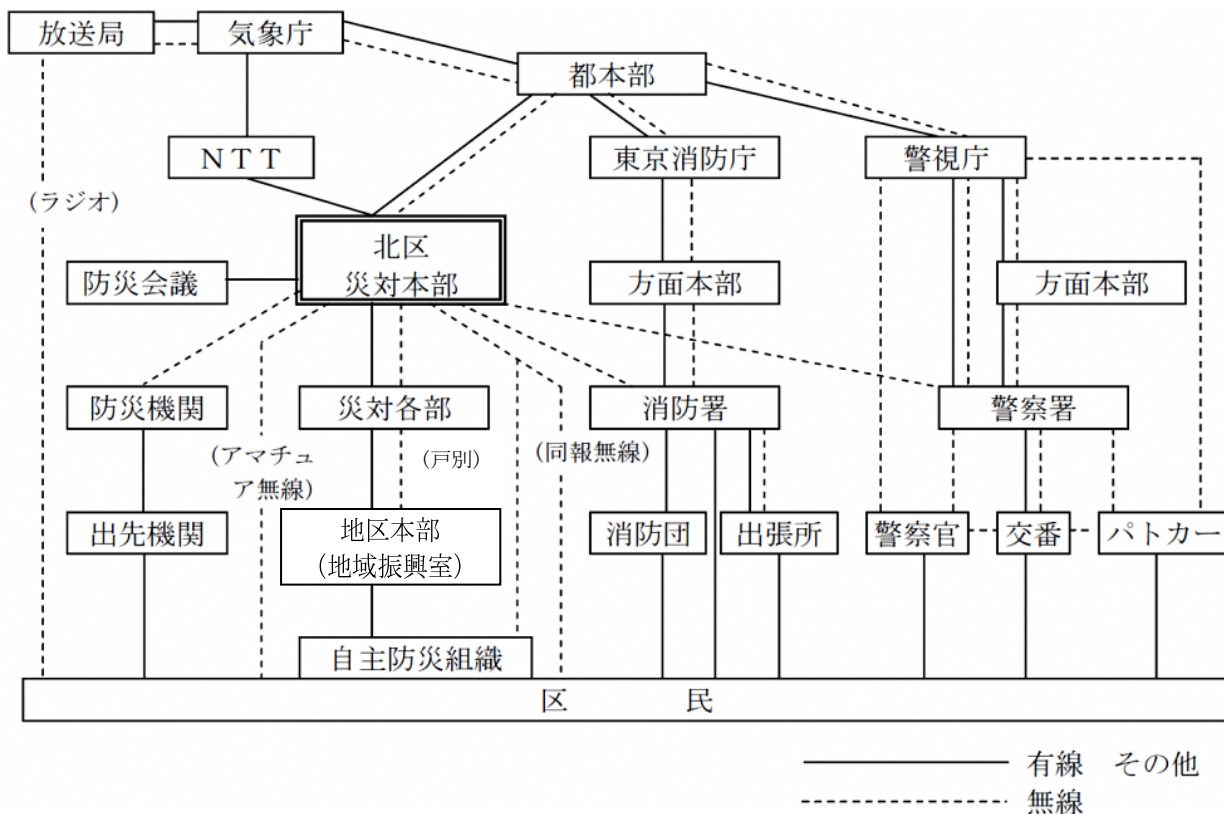 放送局
気象庁
都本部
NTT
東京消防庁
警視庁
(ラジオ)
北区
災対本部
防災会議
方面本部
方面本部
防災機関
災対各部
消防署
警察署
(アマチュ
ア無線)
(戸別)
(同報無線)
出先機関
地区本部
(地域振興室)
消防団
出張所
警察官
交番
パトカー
自主防災組織
区 民
有線 その他
無線